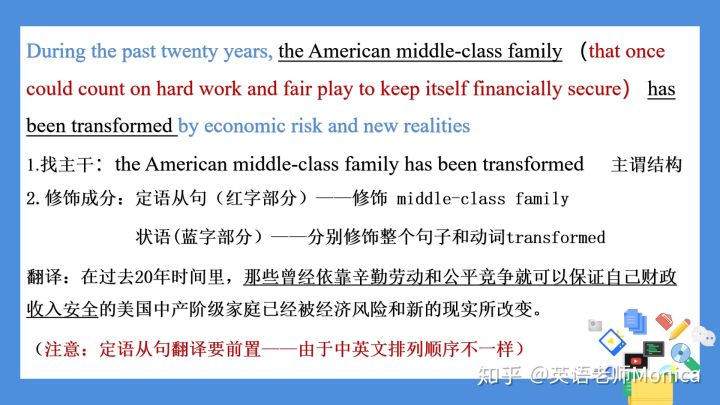 During the past twenty years, the American middle-class family （that once
could count on hard work and fair play to keep itself financially secure） has
been transformed by economic risk and new realities
1.找主干：the American middle-class family has been transformed 主谓结构
2.修饰成分：定语从句（红字部分）——修饰 middle-class family
状语(蓝字部分）——分别修饰整个句子和动词transformed
翻译：在过去20年时间里，那些曾经依靠辛勤劳动和公平竞争就可以保证自己财政
收入安全的美国中产阶级家庭已经被经济风险和新的现实所改变。
（注意：定语从句翻译要前置——由于中英文排列顺序不一样）
知乎 @英语老师Monica